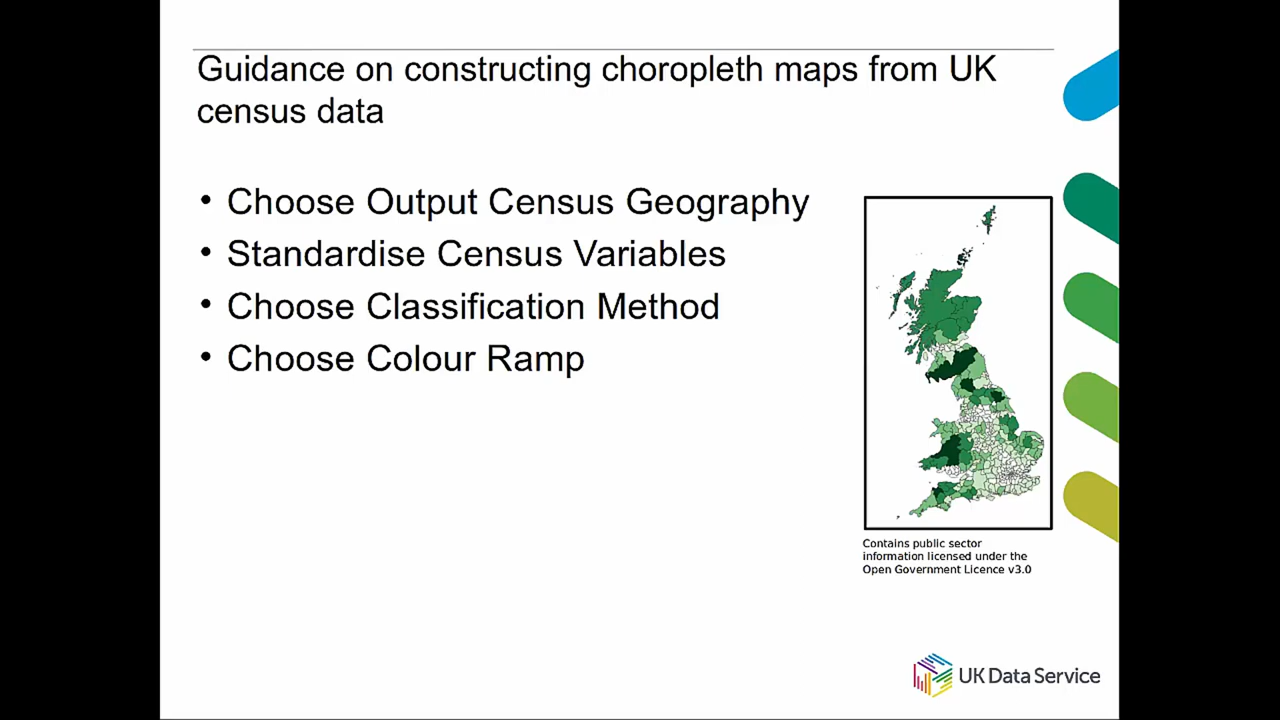 Guidance on constructing choropleth maps from UK
census data
• Choose Output Census Geography
• Standardise Census Variables
• Choose Classification Method
• Choose Colour Ramp
Contains public sector
information licensed under the
Open Government Licence v3.0
UK Data Service